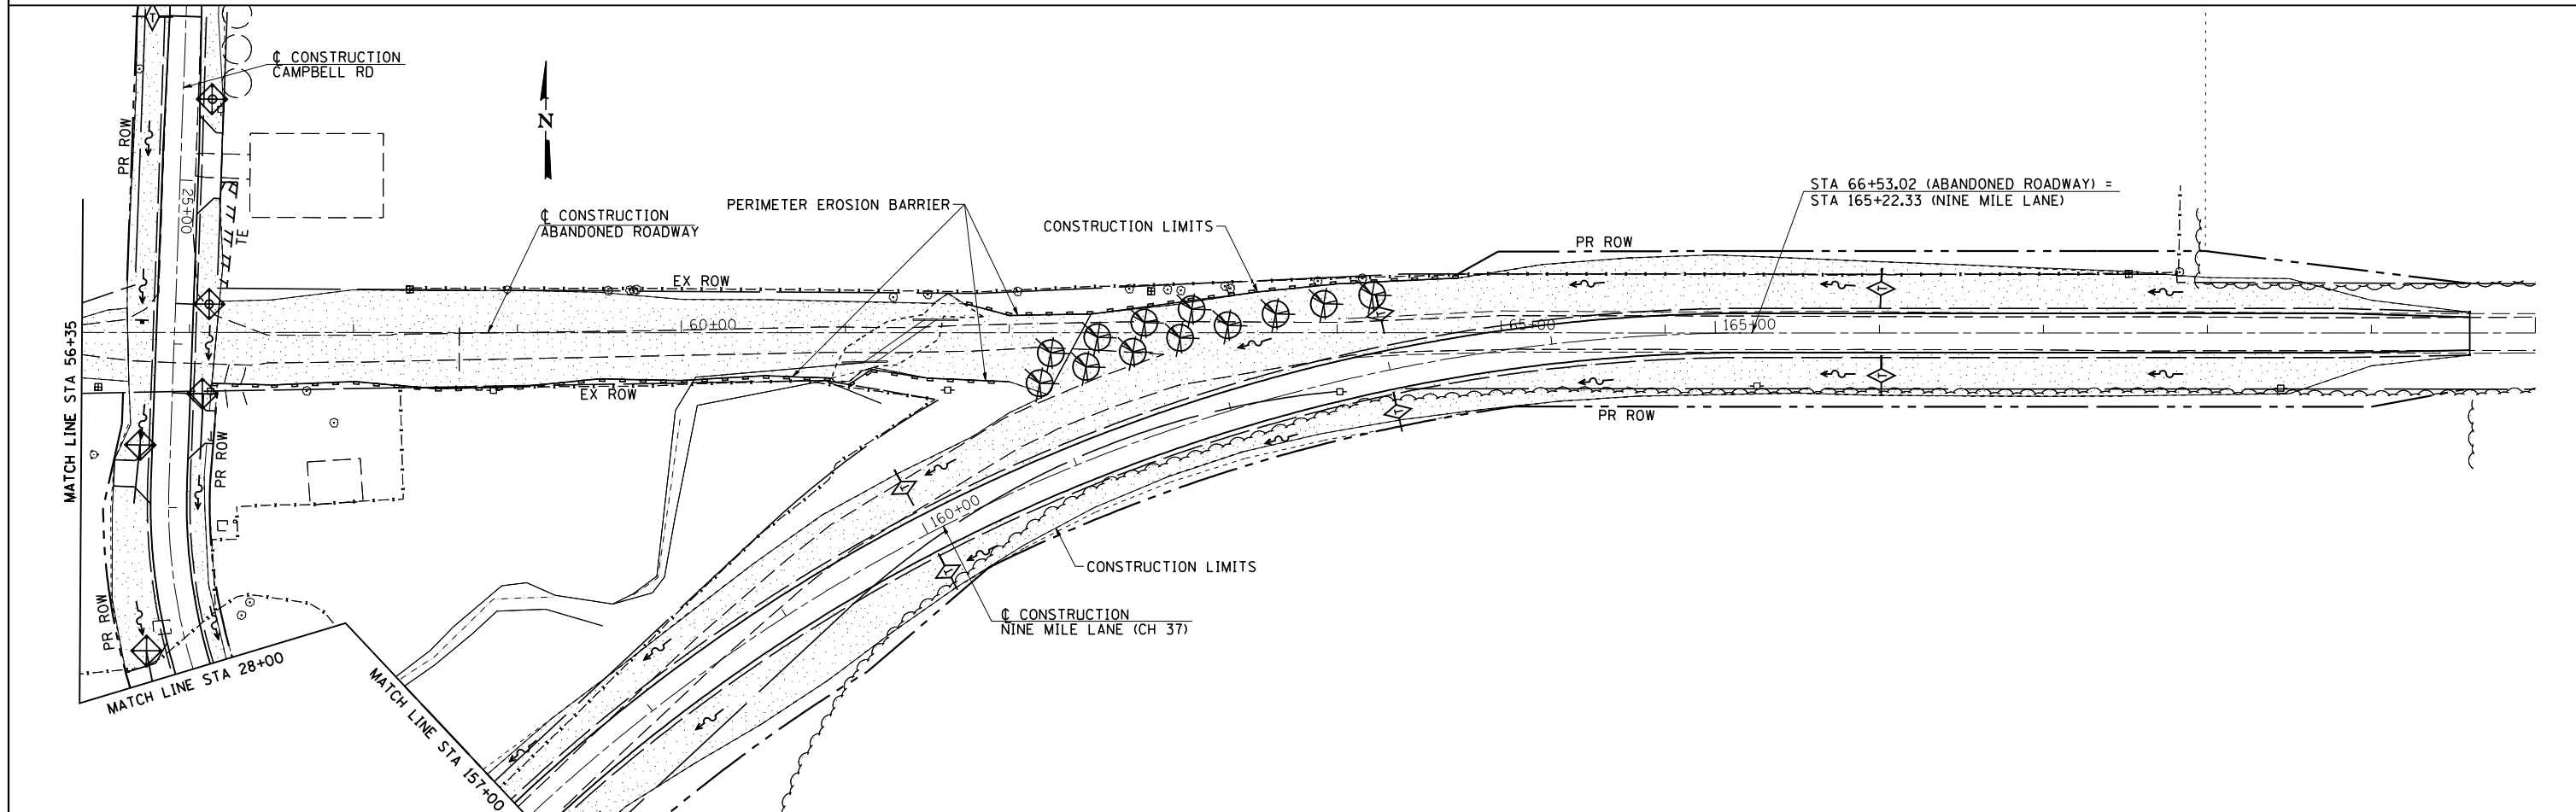 ℄ CONSTRUCTION
CAMPBELL RD
PR ROW
25+00
TE
N
℄ CONSTRUCTION
ABANDONED ROADWAY
PERIMETER EROSION BARRIER
CONSTRUCTION LIMITS
STA 66+53.02 (ABANDONED ROADWAY) =
STA 165+22.33 (NINE MILE LANE)
PR ROW
EX ROW
60+00
65+00
165+00
MATCH LINE STA 56+35
EX ROW
PR ROW
PR ROW
160+00
CONSTRUCTION LIMITS
℄ CONSTRUCTION
NINE MILE LANE (CH 37)
PR ROW
MATCH LINE STA 28+00
MATCH LINE STA 157+00
T
T
T
T
T
T
T